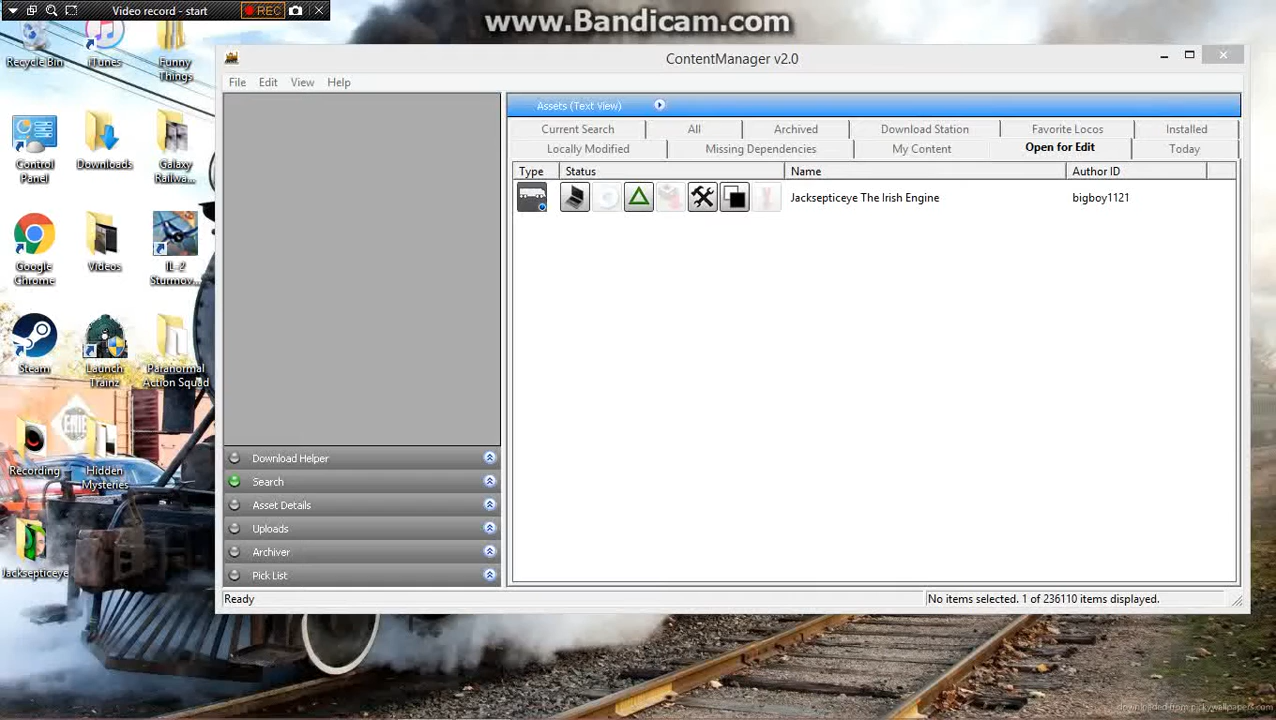 Video record - start
REC
www.Bandicam.com
Recycle Bin
iTunes
Funny
Things
Control
Panel
Downloads
Galaxy
Railwa...
Google
Chrome
Videos
IL-2
Sturmov...
Steam
Launch
Trainz
Paranormal
Action Squad
Recording
Hidden
Mysteries
Jacksepticeye
ContentManager v2.0
File Edit View Help
Assets (Text View)
Current Search All Archived Download Station Favorite Locos Installed
Locally Modified Missing Dependencies My Content Open for Edit Today
Type Status Name Author ID
Jacksepticeye The Irish Engine bigboy1121
Download Helper
Search
Asset Details
Uploads
Archiver
Pick List
Ready
No items selected. 1 of 236110 items displayed.
downloaded from pickywallpapers.com